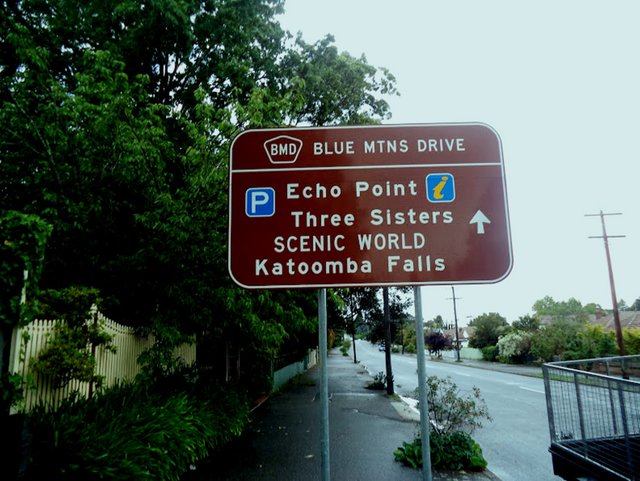 BMD BLUE MTNS DRIVE
P Echo Point i
Three Sisters
SCENIC WORLD
Katoomba Falls